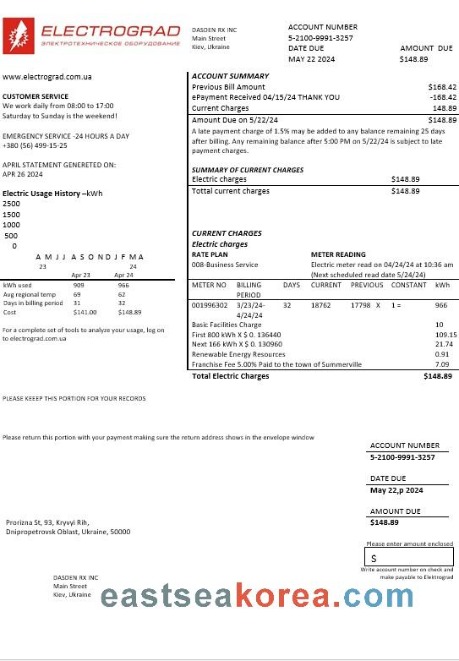 ELECTROGRAD
ЭЛЕКТРОТЕХНИЧЕСКОЕ ОБОРУДОВАНИЕ
DASDEN RX INC
Main Street
Kiev, Ukraine
ACCOUNT NUMBER
5-2100-9991-3257
DATE DUE AMOUNT DUE
MAY 22 2024 $148.89
www.electrograd.com.ua
CUSTOMER SERVICE
We work daily from 08:00 to 17:00
Saturday to Sunday is the weekend!
EMERGENCY SERVICE -24 HOURS A DAY
+380 (56) 499-15-25
APRIL STATEMENT GENERETED ON:
APR 26 2024
Electric Usage History –kWh
2500
1500
1000
500
0
A M J J A S O N D J F M A
23 24
Apr 23 Apr 24
kWh used 909 966
Avg regional temp 69 62
Days in billing period 31 32
Cost $141.00 $148.89
For a complete set of tools to analyze your usage, log on
to electrograd.com.ua
ACCOUNT SUMMARY
Previous Bill Amount $168.42
ePayment Received 04/15/24 THANK YOU -168.42
Current Charges 148.89
Amount Due on 5/22/24 $148.89
A late payment charge of 1.5% may be added to any balance remaining 25 days
after billing. Any remaining balance after 5:00 PM on 5/22/24 is subject to late
payment charges.
SUMMARY OF CURRENT CHARGES
Electric charges $148.89
Tottal current charges $148.89
CURRENT CHARGES
Electric charges
RATE PLAN METER READING
008-Business Service Electric meter read on 04/24/24 at 10:36 am
(Next scheduled read date 5/24/24)
METER NO BILLING DAYS CURRENT PREVIOUS CONSTANT kWh
PERIOD
001996302 3/23/24- 32 18762 17798 X 1 = 966
4/24/24
Basic Facilities Charge 10
First 800 kWH X $ 0. 136440 109.15
Next 166 kWH X $ 0. 130960 21.74
Renewable Energy Resources 0.91
Franchise Fee 5.00% Paid to the town of Summerville 7.09
Total Electric Charges $148.89
PLEASE KEEEP THIS PORTION FOR YOUR RECORDS
Please return this portion with your payment making sure the return address shows in the envelope window
ACCOUNT NUMBER
5-2100-9991-3257
DATE DUE
May 22,p 2024
AMOUNT DUE
$148.89
Prorizna St, 93, Kryvyi Rih,
Dnipropetrovsk Oblast, Ukraine, 50000
Please enter amount enclosed
$
Write account number on check and
make payable to Elektrograd
DASDEN RX INC
Main Street
Kiev, Ukraine
eastseakorea.com